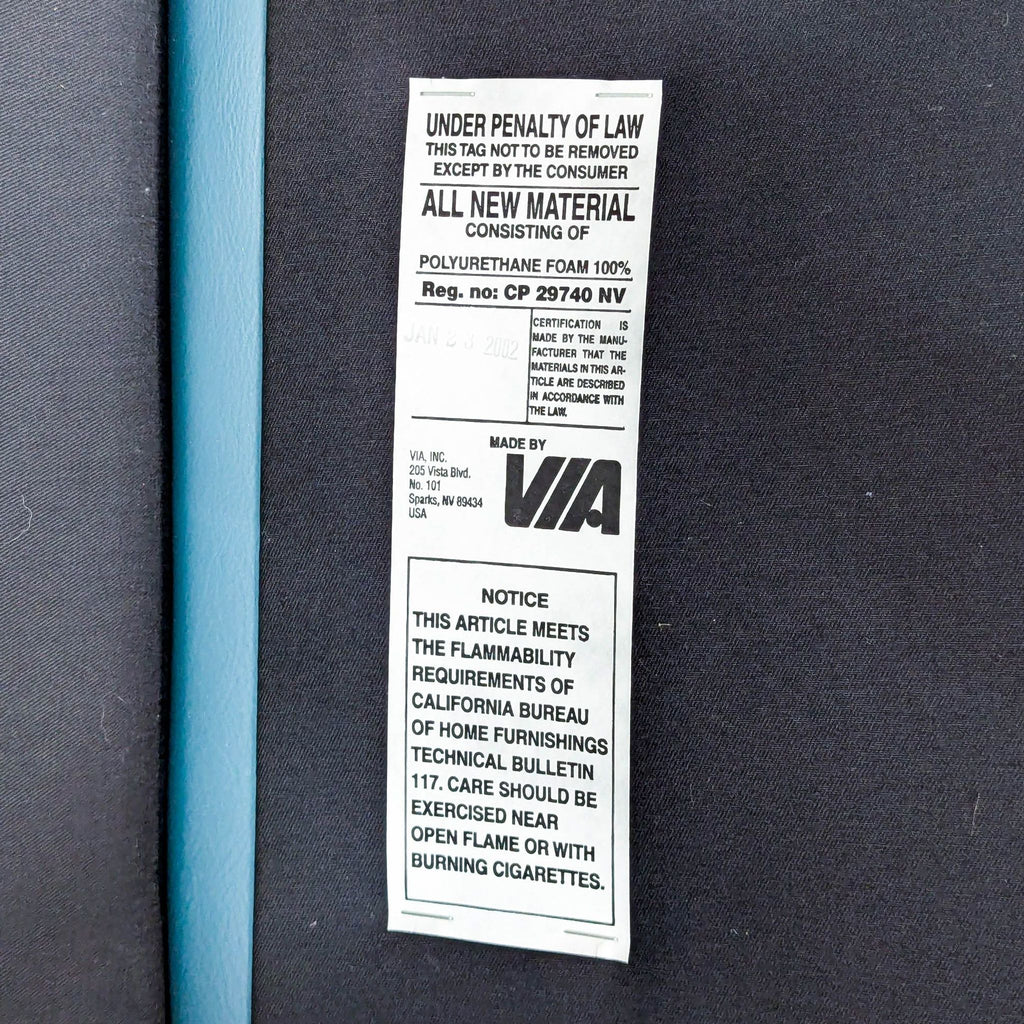 UNDER PENALTY OF LAW
THIS TAG NOT TO BE REMOVED
EXCEPT BY THE CONSUMER
ALL NEW MATERIAL
CONSISTING OF
POLYURETHANE FOAM 100%
Reg. no: CP 29740 NV
JAN 23 2002
CERTIFICATION IS
MADE BY THE MANU-
FACTURER THAT THE
MATERIALS IN THIS AR-
TICLE ARE DESCRIBED
IN ACCORDANCE WITH
THE LAW.
MADE BY
VIA, INC.
205 Vista Blvd.
No. 101
Sparks, NV 89434
USA
VIA
NOTICE
THIS ARTICLE MEETS
THE FLAMMABILITY
REQUIREMENTS OF
CALIFORNIA BUREAU
OF HOME FURNISHINGS
TECHNICAL BULLETIN
117. CARE SHOULD BE
EXERCISED NEAR
OPEN FLAME OR WITH
BURNING CIGARETTES.